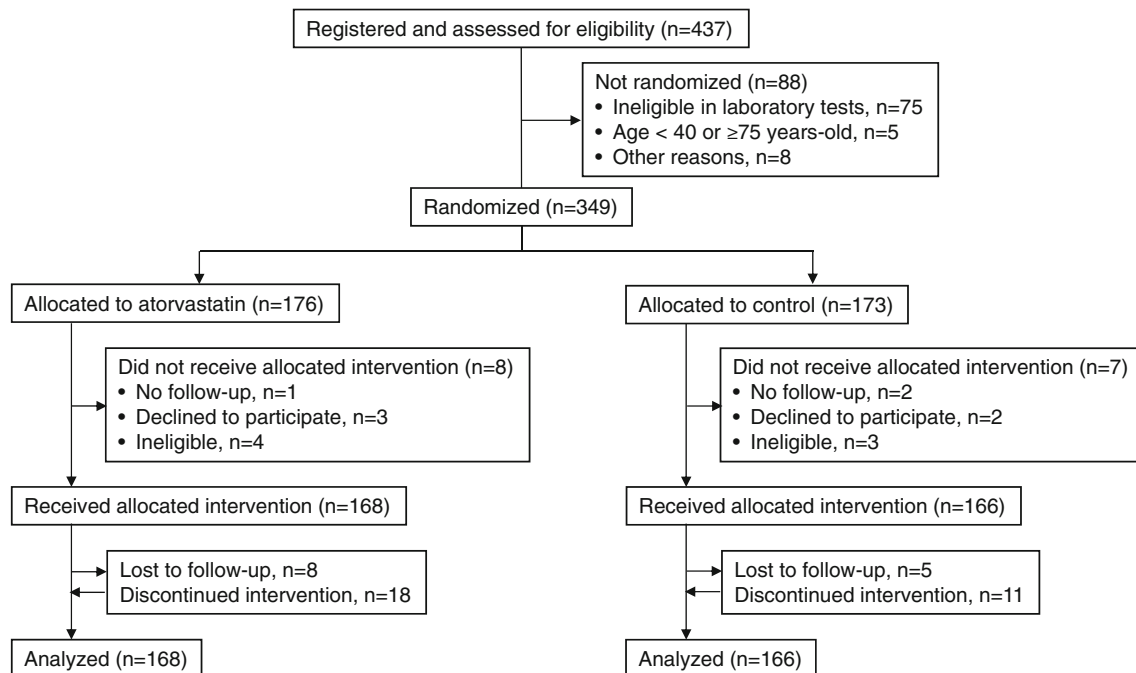 Registered and assessed for eligibility (n=437)
Not randomized (n=88)
• Ineligible in laboratory tests, n=75
• Age < 40 or ≥75 years-old, n=5
• Other reasons, n=8
Randomized (n=349)
Allocated to atorvastatin (n=176)
Allocated to control (n=173)
Did not receive allocated intervention (n=8)
• No follow-up, n=1
• Declined to participate, n=3
• Ineligible, n=4
Did not receive allocated intervention (n=7)
• No follow-up, n=2
• Declined to participate, n=2
• Ineligible, n=3
Received allocated intervention (n=168)
Received allocated intervention (n=166)
Lost to follow-up, n=8
Discontinued intervention, n=18
Lost to follow-up, n=5
Discontinued intervention, n=11
Analyzed (n=168)
Analyzed (n=166)